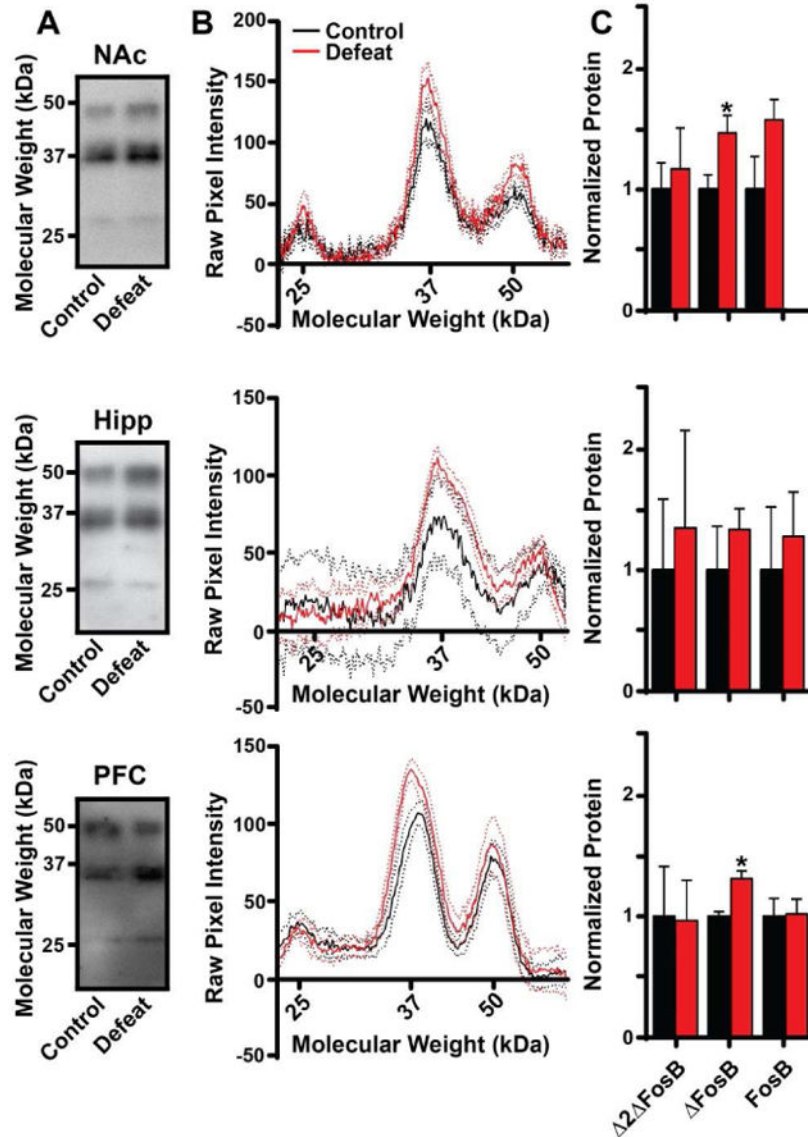 A
B
C
NAc
Molecular Weight (kDa)
50
37
25
Control
Defeat
Control
Defeat
Raw Pixel Intensity
200
150
100
50
0
-50
25
37
50
Molecular Weight (kDa)
Normalized Protein
2
*
1
0
Hipp
Molecular Weight (kDa)
50
37
25
Control
Defeat
Raw Pixel Intensity
150
100
50
0
-50
25
37
50
Molecular Weight (kDa)
Normalized Protein
2
1
0
PFC
Molecular Weight (kDa)
50
37
25
Control
Defeat
Raw Pixel Intensity
150
100
50
0
-50
25
37
50
Molecular Weight (kDa)
Normalized Protein
2
*
1
0
Δ2ΔFosB
ΔFosB
FosB